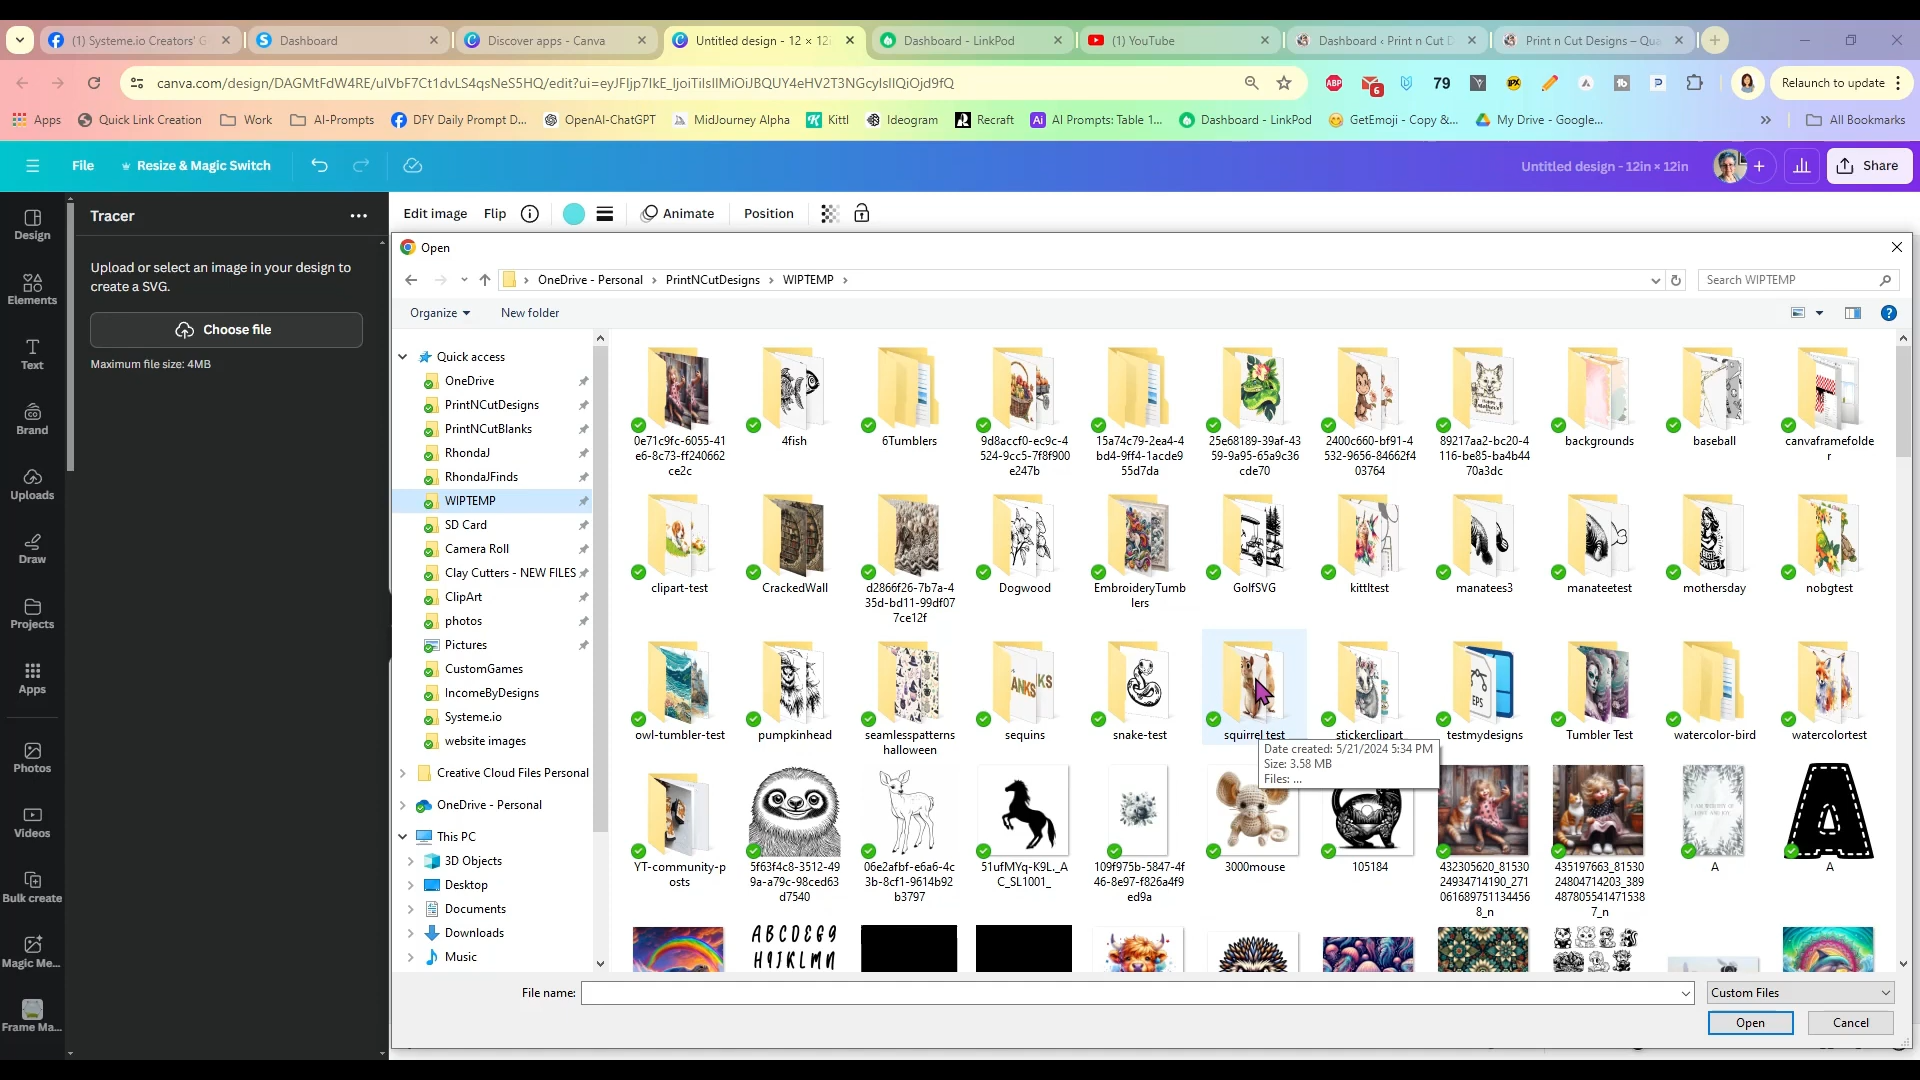 (1) Systeme.io Creators' G
Dashboard
Discover apps - Canva
Untitled design - 12 × 12i
Dashboard - LinkPod
(1) YouTube
Dashboard ‹ Print n Cut D
Print n Cut Designs – Qua
canva.com/design/DAGMtFdW4RE/
ABP
6
79
Relaunch to update
Apps
Quick Link Creation
Work
AI-Prompts
DFY Daily Prompt D...
OpenAI-ChatGPT
MidJourney Alpha
Kittl
Ideogram
Recraft
AI Prompts: Table 1...
Dashboard - LinkPod
GetEmoji - Copy &...
My Drive - Google...
All Bookmarks
File
Resize & Magic Switch
Untitled design - 12in × 12in
Share
Design
Elements
Text
Brand
Uploads
Draw
Projects
Apps
Photos
Videos
Bulk create
Magic Me...
Frame Ma...
Tracer
Upload or select an image in your design to
create a SVG.
Choose file
Maximum file size: 4MB
Edit image
Flip
Animate
Position
Open
OneDrive - Personal
PrintNCutDesigns
WIPTEMP
Search WIPTEMP
Organize
New folder
Quick access
OneDrive
PrintNCutDesigns
PrintNCutBlanks
RhondaJ
RhondaJFinds
WIPTEMP
SD Card
Camera Roll
Clay Cutters - NEW FILES
ClipArt
photos
Pictures
CustomGames
IncomeByDesigns
Systeme.io
website images
Creative Cloud Files Personal
OneDrive - Personal
This PC
3D Objects
Desktop
Documents
Downloads
Music
0e71c9fc-6055-41
e6-8c73-ff240662
ce2c
4fish
6Tumblers
9d8accf0-ec9c-4
524-9cc5-7f8f900
e247b
15a74c79-2ea4-4
bd4-9ff4-1acde9
55d7da
25e68189-39af-43
59-9a95-65a9c36
cde70
2400c660-bf91-4
532-9656-84662f4
03764
89217aa2-bc20-4
116-be85-ba4b44
70a3dc
backgrounds
baseball
canvaframefolde
r
clipart-test
CrackedWall
d2866f26-7b7a-4
35d-bd11-99df07
7ce12f
Dogwood
EmbroideryTumb
lers
GolfSVG
kittltest
manatees3
manateetest
mothersday
nobgtest
owl-tumbler-test
pumpkinhead
seamlesspatterns
halloween
sequins
snake-test
squirrel test
stickerclipart
EPS
testmydesigns
Tumbler Test
watercolor-bird
watercolortest
Date created: 5/21/2024 5:34 PM
Size: 3.58 MB
Files: ...
YT-community-p
osts
5f63f4c8-3512-49
9a-a79c-98ced63
d7540
06e2afbf-e6a6-4c
3b-8cf1-9614b92
b3797
51ufMYq-K9L._A
C_SL1001_
109f975b-5847-4f
46-8e97-f826a4f9
ed9a
3000mouse
105184
432305620_81530
24934714190_271
061689751134456
8_n
435197663_81530
24804714203_389
487805541471538
7_n
A
A
A
A B C D E F G
H I J K L M N
File name:
Custom Files
Open
Cancel